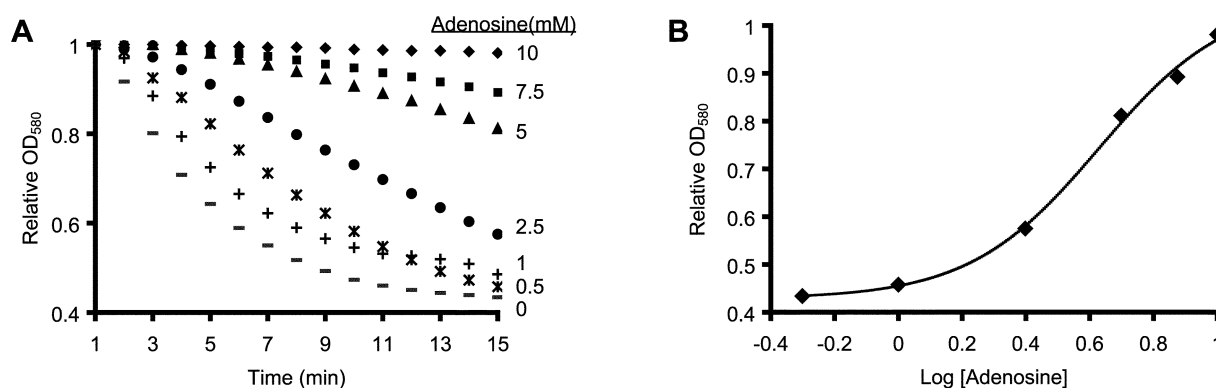 A
Adenosine(mM)
1
0.8
0.6
0.4
Relative OD580
10
7.5
5
2.5
1
0.5
0
1 3 5 7 9 11 13 15
Time (min)
B
1
0.9
0.8
0.7
0.6
0.5
0.4
Relative OD580
-0.4 -0.2 0 0.2 0.4 0.6 0.8 1
Log [Adenosine]